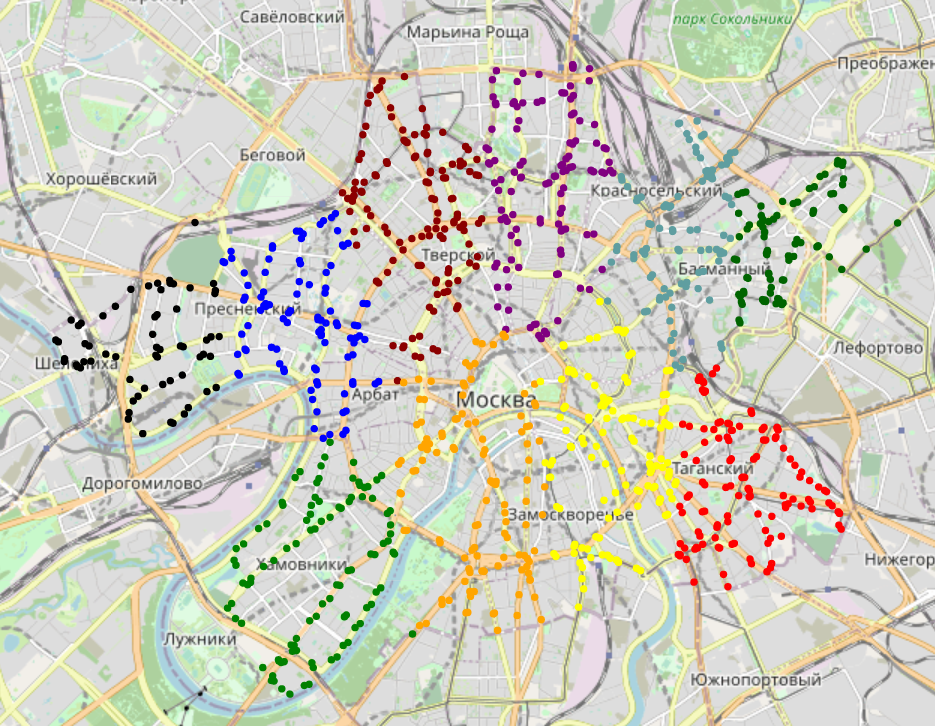 Савёловский
парк Сокольники
Марьина Роща
Преображен
Беговой
Хорошёвский
Красносельский
Тверской
Басманный
Пресненский
Лефортово
Шелепиха
Арбат
Москва
Таганский
Дорогомилово
Замоскворечье
Хамовники
Нижегор
Лужники
Южнопортовый